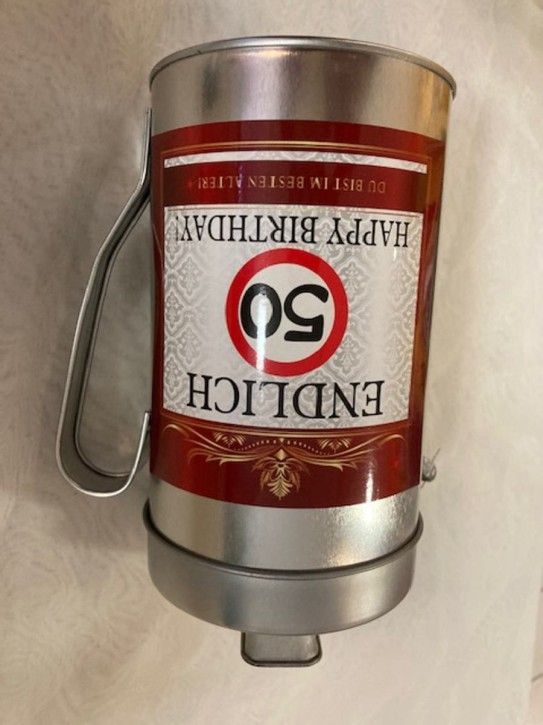 ENDLICH
50
HAPPY BIRTHDAY!
DU BIST IM BESTEN ALTER!